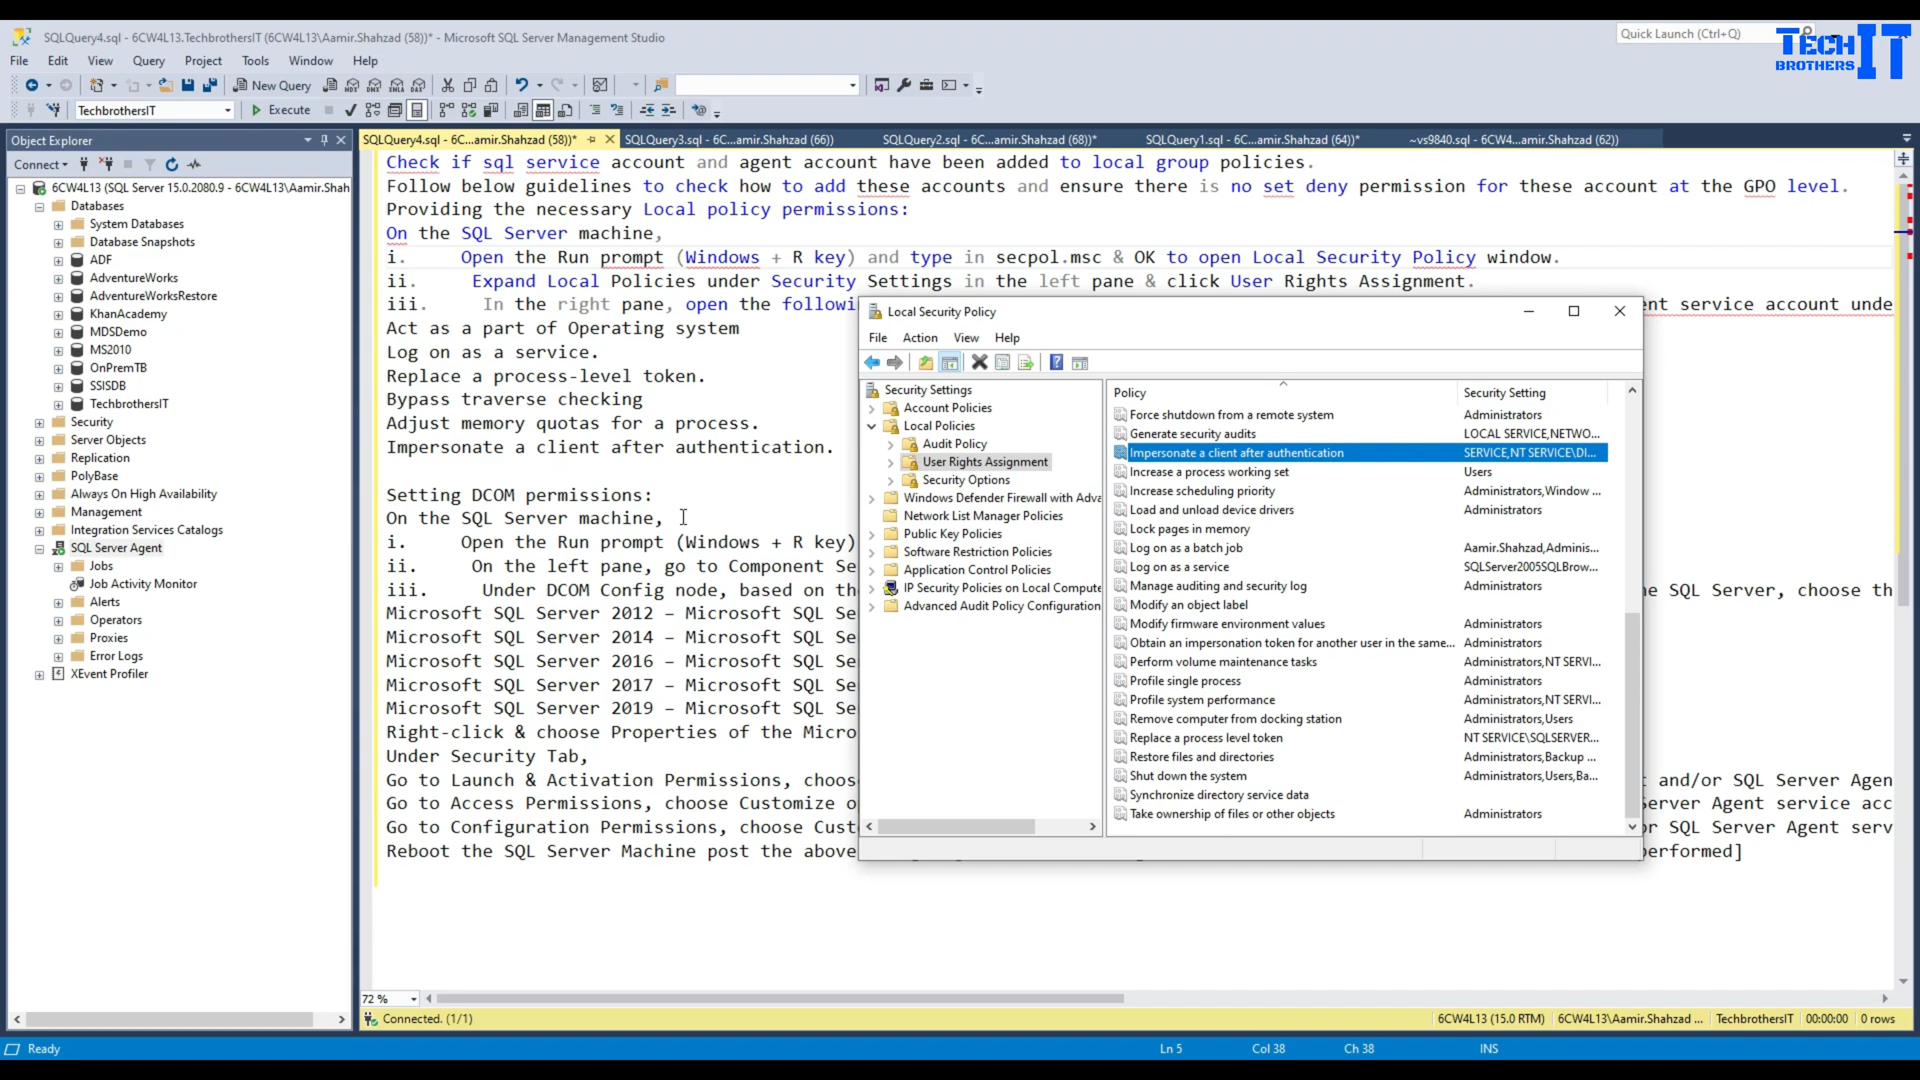 SQLQuery4.sql - 6CW4L13.TechbrothersIT (6CW4L13\Aamir.Shahzad (58))* - Microsoft SQL Server Management Studio
Quick Launch (Ctrl+Q)
TECH
BROTHERS
IT
File Edit View Query Project Tools Window Help
New Query
MDX DMX XMLA DAX
TechbrothersIT
Execute
Object Explorer
SQLQuery4.sql - 6C...amir.Shahzad (58))*
SQLQuery3.sql - 6C...amir.Shahzad (66))
SQLQuery2.sql - 6C...amir.Shahzad (68))*
SQLQuery1.sql - 6C...amir.Shahzad (64))*
~vs9840.sql - 6CW4...amir.Shahzad (62))
Connect
6CW4L13 (SQL Server 15.0.2080.9 - 6CW4L13\Aamir.Shah
Databases
System Databases
Database Snapshots
ADF
AdventureWorks
AdventureWorksRestore
KhanAcademy
MDSDemo
MS2010
OnPremTB
SSISDB
TechbrothersIT
Security
Server Objects
Replication
PolyBase
Always On High Availability
Management
Integration Services Catalogs
SQL Server Agent
Jobs
Job Activity Monitor
Alerts
Operators
Proxies
Error Logs
XEvent Profiler
Check if sql service account and agent account have been added to local group policies.
Follow below guidelines to check how to add these accounts and ensure there is no set deny permission for these account at the GPO level.
Providing the necessary Local policy permissions:
On the SQL Server machine,
i. Open the Run prompt (Windows + R key) and type in secpol.msc & OK to open Local Security Policy window.
ii. Expand Local Policies under Security Settings in the left pane & click User Rights Assignment.
iii. In the right pane, open the followi
nt service account unde
Act as a part of Operating system
Log on as a service.
Replace a process-level token.
Bypass traverse checking
Adjust memory quotas for a process.
Impersonate a client after authentication.
Setting DCOM permissions:
On the SQL Server machine,
i. Open the Run prompt (Windows + R key)
ii. On the left pane, go to Component Se
iii. Under DCOM Config node, based on th
he SQL Server, choose th
Microsoft SQL Server 2012 – Microsoft SQL Se
Microsoft SQL Server 2014 – Microsoft SQL Se
Microsoft SQL Server 2016 – Microsoft SQL Se
Microsoft SQL Server 2017 – Microsoft SQL Se
Microsoft SQL Server 2019 – Microsoft SQL Se
Right-click & choose Properties of the Micro
Under Security Tab,
Go to Launch & Activation Permissions, choos
t and/or SQL Server Agen
Go to Access Permissions, choose Customize o
Server Agent service acc
Go to Configuration Permissions, choose Cust
or SQL Server Agent serv
Reboot the SQL Server Machine post the above
performed]
Local Security Policy
File Action View Help
Security Settings
Account Policies
Local Policies
Audit Policy
User Rights Assignment
Security Options
Windows Defender Firewall with Adva
Network List Manager Policies
Public Key Policies
Software Restriction Policies
Application Control Policies
IP Security Policies on Local Compute
Advanced Audit Policy Configuration
Policy Security Setting
Force shutdown from a remote system Administrators
Generate security audits LOCAL SERVICE,NETWO...
Impersonate a client after authentication SERVICE,NT SERVICE\DI...
Increase a process working set Users
Increase scheduling priority Administrators,Window ...
Load and unload device drivers Administrators
Lock pages in memory
Log on as a batch job Aamir.Shahzad,Adminis...
Log on as a service SQLServer2005SQLBrow...
Manage auditing and security log Administrators
Modify an object label
Modify firmware environment values Administrators
Obtain an impersonation token for another user in the same... Administrators
Perform volume maintenance tasks Administrators,NT SERVI...
Profile single process Administrators
Profile system performance Administrators,NT SERVI...
Remove computer from docking station Administrators,Users
Replace a process level token NT SERVICE\SQLSERVER...
Restore files and directories Administrators,Backup ...
Shut down the system Administrators,Users,Ba...
Synchronize directory service data
Take ownership of files or other objects Administrators
72 %
Connected. (1/1)
6CW4L13 (15.0 RTM) 6CW4L13\Aamir.Shahzad ... TechbrothersIT 00:00:00 0 rows
Ready
Ln 5 Col 38 Ch 38 INS